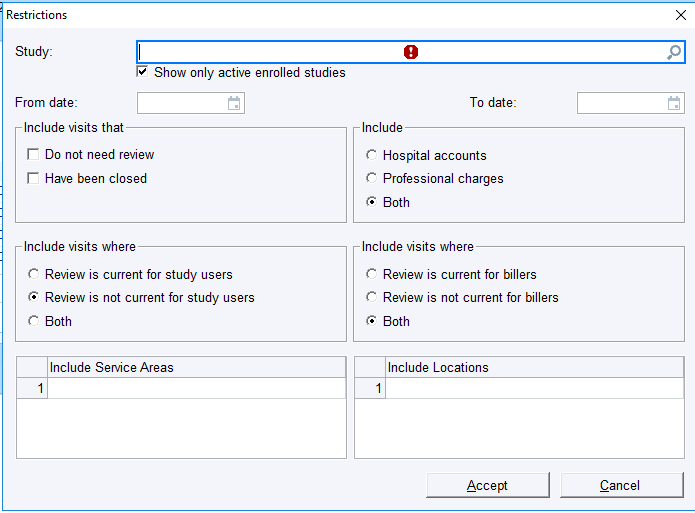 Restrictions
Study:
Show only active enrolled studies
From date: To date:
Include visits that Include
Do not need review Hospital accounts
Have been closed Professional charges
Both
Include visits where Include visits where
Review is current for study users Review is current for billers
Review is not current for study users Review is not current for billers
Both Both
Include Service Areas Include Locations
1 1
Accept Cancel